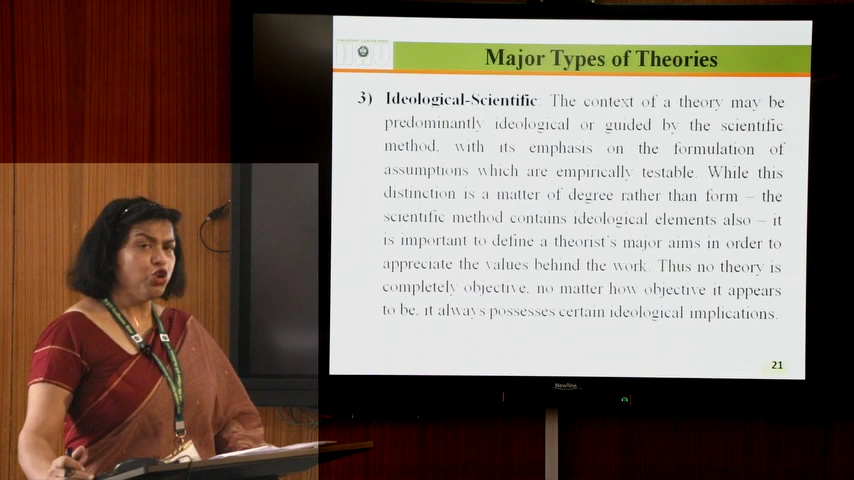 Major Types of Theories
3) Ideological-Scientific: The context of a theory may be
predominantly ideological or guided by the scientific
method, with its emphasis on the formulation of
assumptions which are empirically testable. While this
distinction is a matter of degree rather than form – the
scientific method contains ideological elements also – it
is important to define a theorist's major aims in order to
appreciate the values behind the work. Thus no theory is
completely objective, no matter how objective it appears
to be, it always possesses certain ideological implications.
21
Newline